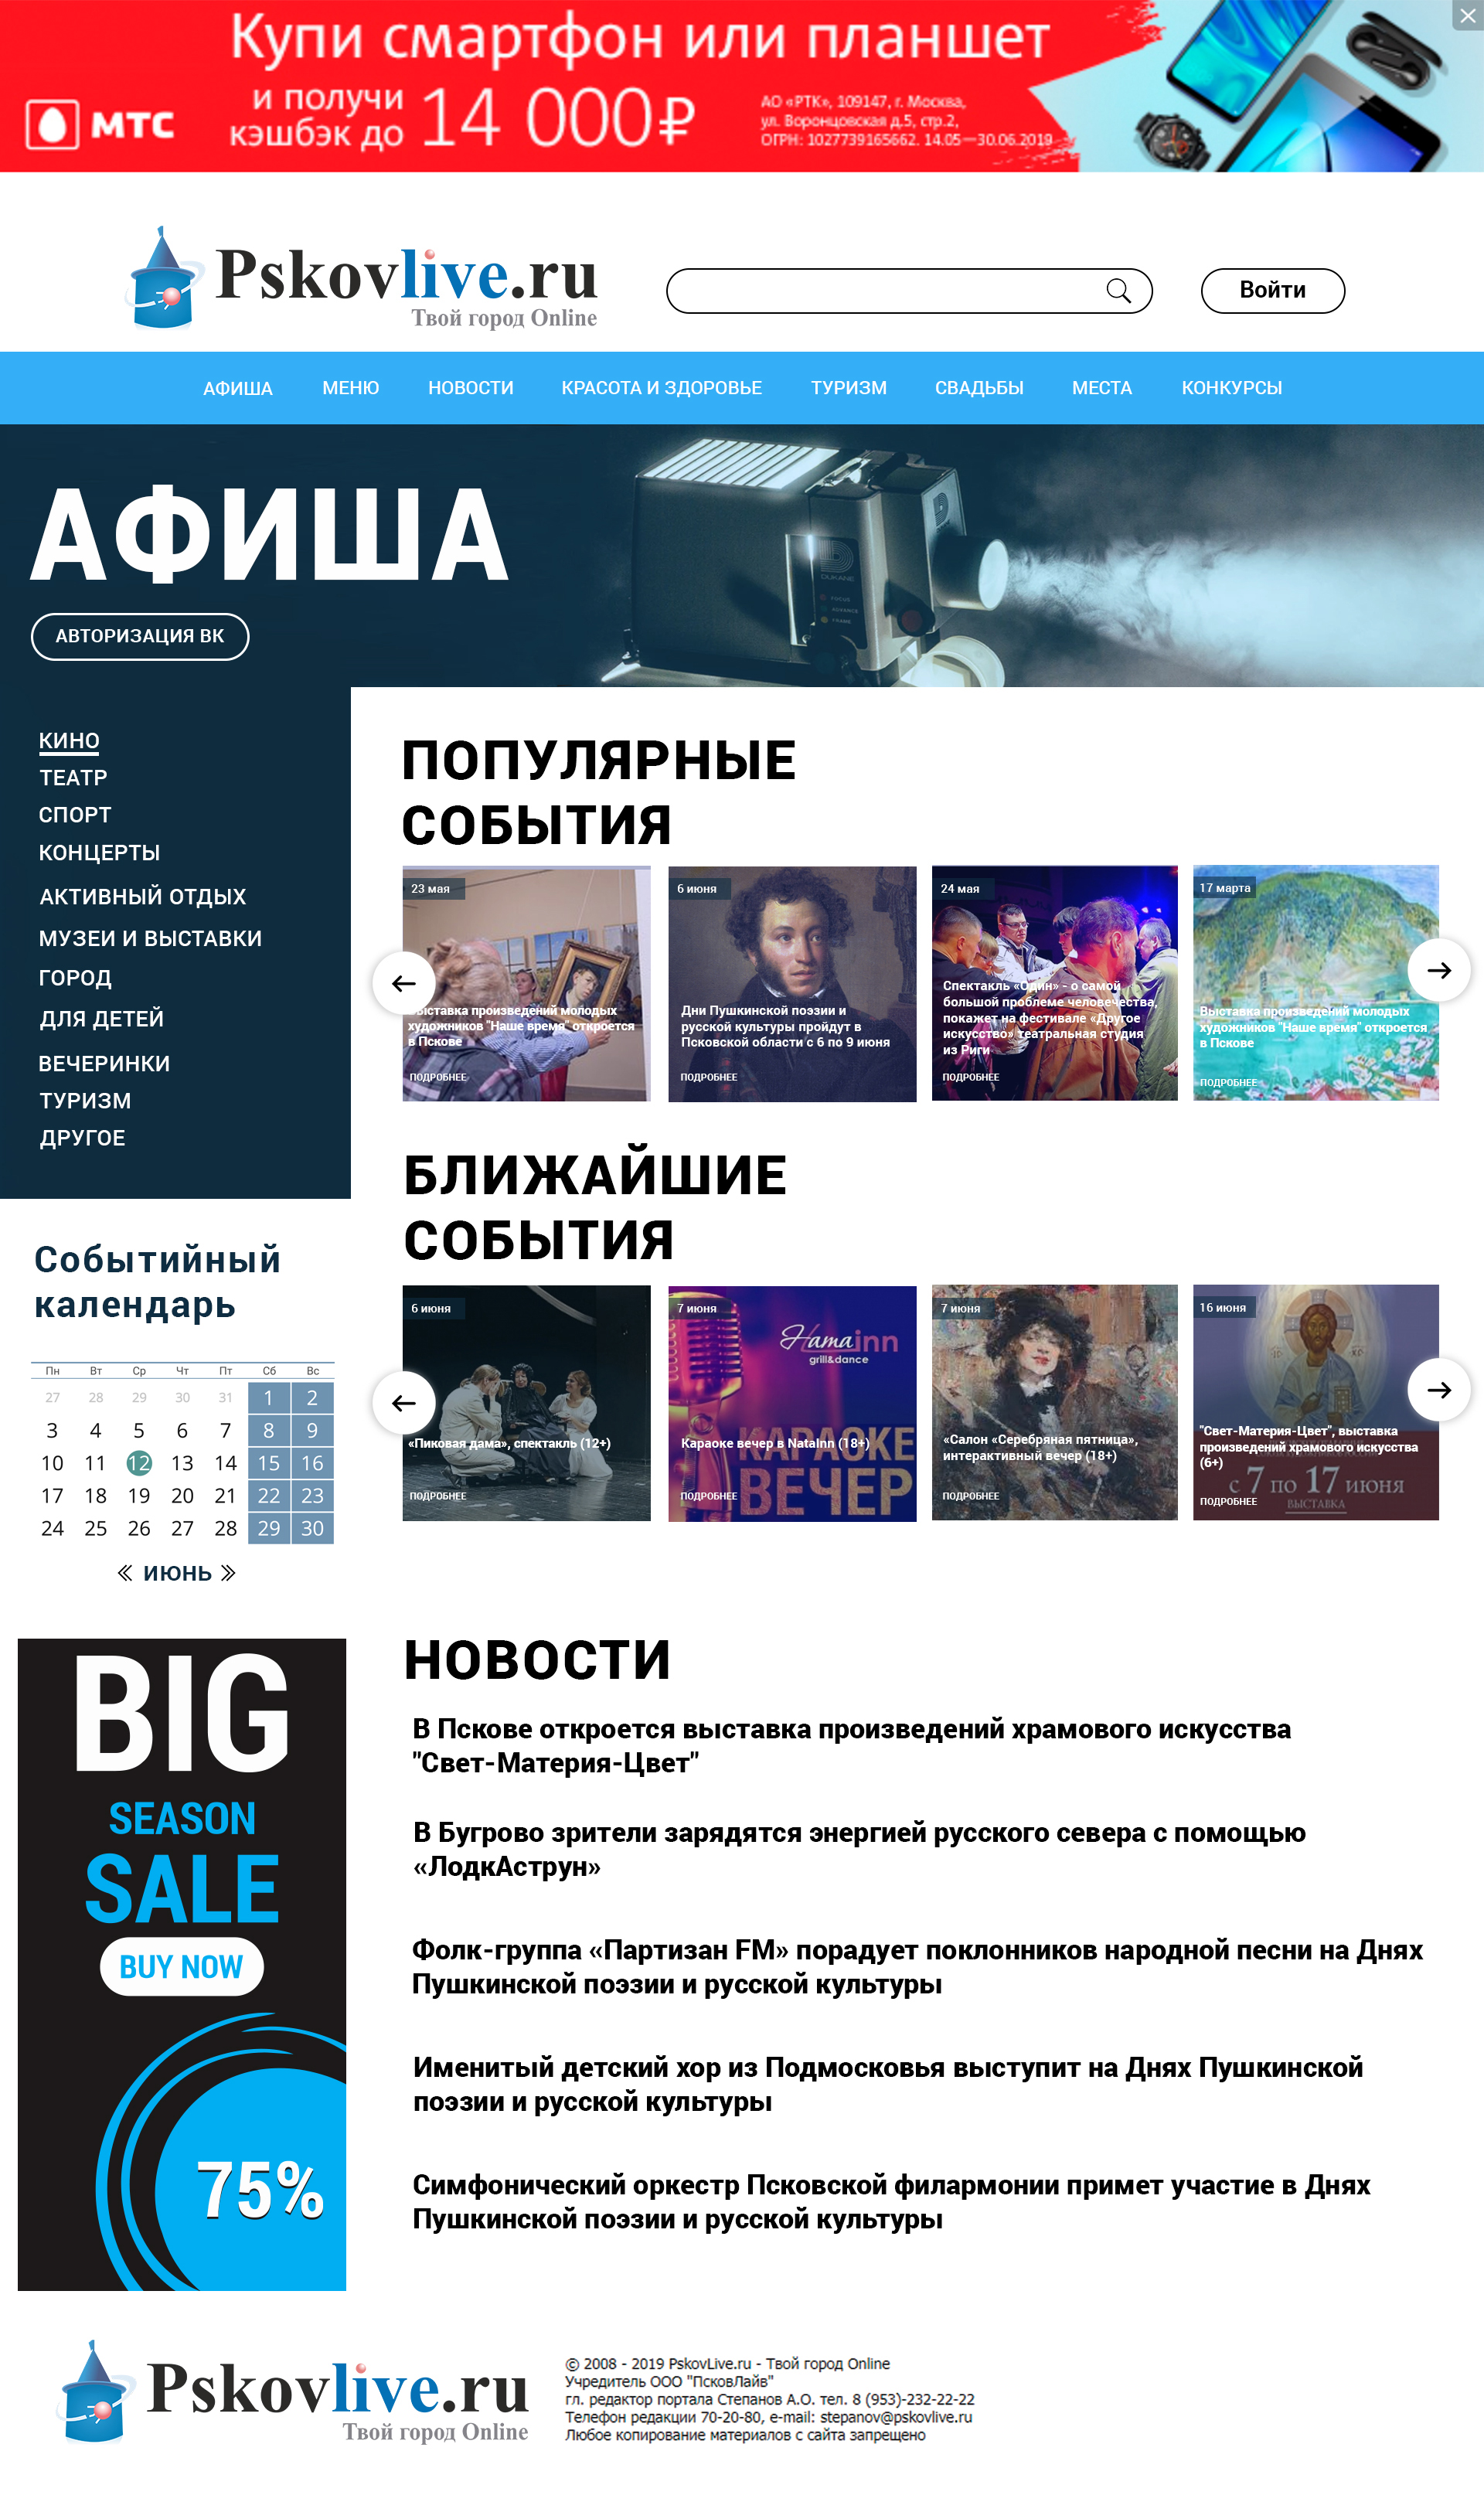 Купи смартфон или планшет
и получи
кэшбэк до 14 000₽
МТС
АО «РТК», 109147, г. Москва,
ул. Воронцовская д.5, стр.2,
ОГРН: 1027739165662. 14.05—30.06.2019
Pskovlive.ru
Твой город Online
Войти
АФИША МЕНЮ НОВОСТИ КРАСОТА И ЗДОРОВЬЕ ТУРИЗМ СВАДЬБЫ МЕСТА КОНКУРСЫ
АФИША
АВТОРИЗАЦИЯ ВК
DUKANE
FOCUS
ADVANCE
FRAME
КИНО
ТЕАТР
СПОРТ
КОНЦЕРТЫ
АКТИВНЫЙ ОТДЫХ
МУЗЕИ И ВЫСТАВКИ
ГОРОД
ДЛЯ ДЕТЕЙ
ВЕЧЕРИНКИ
ТУРИЗМ
ДРУГОЕ
ПОПУЛЯРНЫЕ
СОБЫТИЯ
23 мая
Выставка произведений молодых
художников "Наше время" откроется
в Пскове
ПОДРОБНЕЕ
6 июня
Дни Пушкинской поэзии и
русской культуры пройдут в
Псковской области с 6 по 9 июня
ПОДРОБНЕЕ
24 мая
Спектакль «Один» - о самой
большой проблеме человечества,
покажет на фестивале «Другое
искусство» театральная студия
из Риги
ПОДРОБНЕЕ
17 марта
Выставка произведений молодых
художников "Наше время" откроется
в Пскове
ПОДРОБНЕЕ
БЛИЖАЙШИЕ
СОБЫТИЯ
6 июня
«Пиковая дама», спектакль (12+)
ПОДРОБНЕЕ
7 июня
Натаinn
grill&dance
Караоке вечер в NataInn (18+)
КАРАОКЕ
ВЕЧЕР
ПОДРОБНЕЕ
7 июня
«Салон «Серебряная пятница»,
интерактивный вечер (18+)
ПОДРОБНЕЕ
16 июня
"Свет-Материя-Цвет", выставка
произведений храмового искусства
(6+)
с 7 по 17 июня
ВЫСТАВКА
ПОДРОБНЕЕ
Событийный
календарь
Пн Вт Ср Чт Пт Сб Вс
27 28 29 30 31 1 2
3 4 5 6 7 8 9
10 11 12 13 14 15 16
17 18 19 20 21 22 23
24 25 26 27 28 29 30
ИЮНЬ
BIG
SEASON
SALE
BUY NOW
75%
НОВОСТИ
В Пскове откроется выставка произведений храмового искусства
"Свет-Материя-Цвет"
В Бугрово зрители зарядятся энергией русского севера с помощью
«ЛодкАструн»
Фолк-группа «Партизан FM» порадует поклонников народной песни на Днях
Пушкинской поэзии и русской культуры
Именитый детский хор из Подмосковья выступит на Днях Пушкинской
поэзии и русской культуры
Симфонический оркестр Псковской филармонии примет участие в Днях
Пушкинской поэзии и русской культуры
Pskovlive.ru
Твой город Online
© 2008 - 2019 PskovLive.ru - Твой город Online
Учредитель ООО "ПсковЛайв"
гл. редактор портала Степанов А.О. тел. 8 (953)-232-22-22
Телефон редакции 70-20-80, e-mail: stepanov@pskovlive.ru
Любое копирование материалов с сайта запрещено